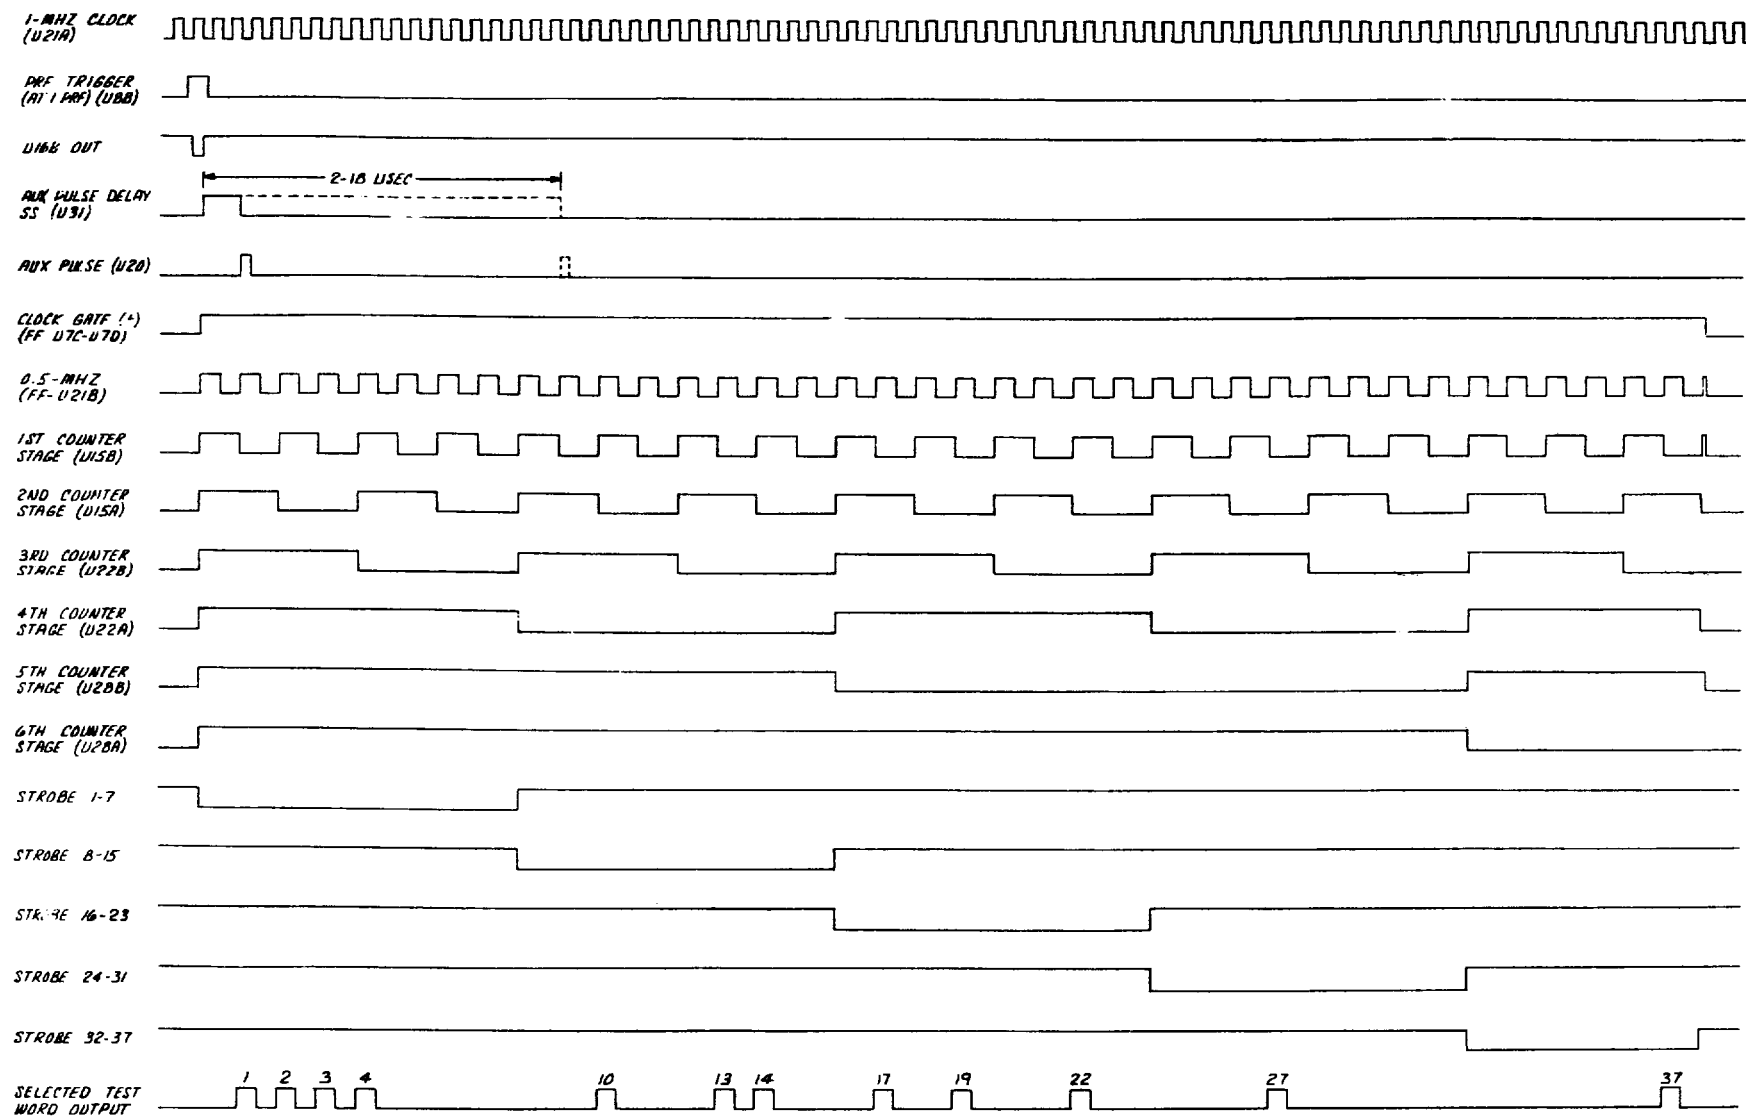 1-MHZ CLOCK
(U21A)
PRF TRIGGER
(AT 1 PRF) (U8B)
U16B OUT
2-18 USEC
AUX PULSE DELAY
SS (U31)
AUX PULSE (U20)
CLOCK GATE (+)
(FF U7C-U7D)
0.5-MHZ
(FF-U21B)
1ST COUNTER
STAGE (U15B)
2ND COUNTER
STAGE (U15A)
3RD COUNTER
STAGE (U22B)
4TH COUNTER
STAGE (U22A)
5TH COUNTER
STAGE (U28B)
6TH COUNTER
STAGE (U28A)
STROBE 1-7
STROBE 8-15
STROBE 16-23
STROBE 24-31
STROBE 32-37
1 2 3 4 10 13 14 17 19 22 27 37
SELECTED TEST
WORD OUTPUT